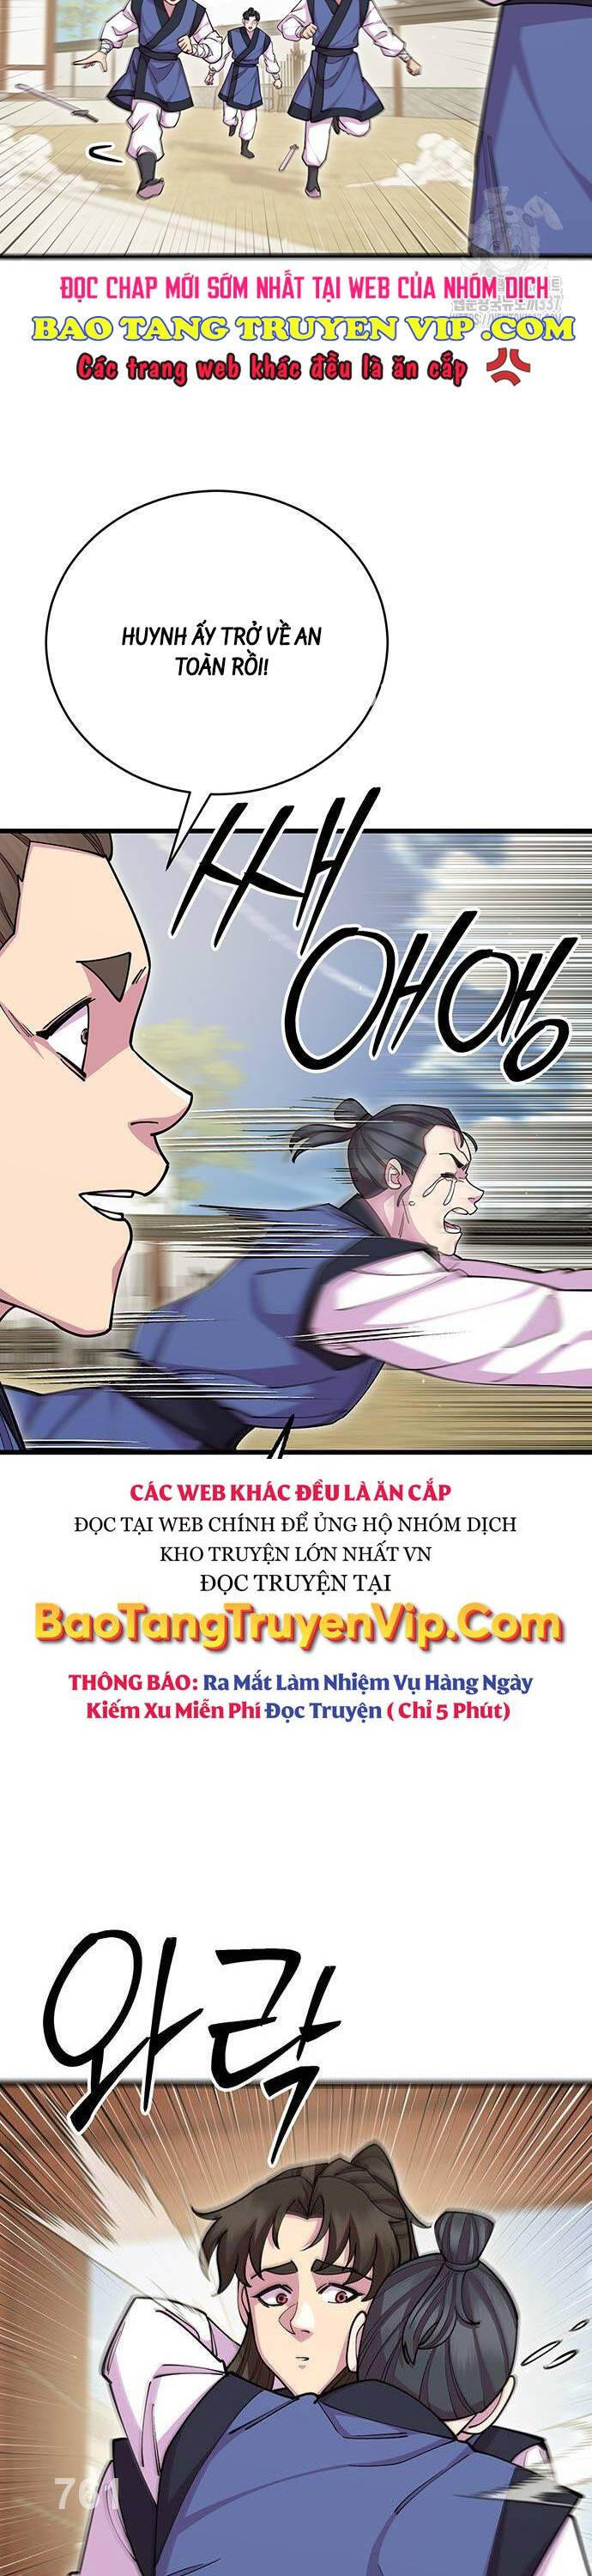 ĐỌC CHAP MỚI SỚM NHẤT TẠI WEB CỦA NHÓM DỊCH
BAO TANG TRUYEN VIP.COM
Các trang web khác đều là ăn cắp
HUYNH ẤY TRỞ VỀ AN
TOÀN RỒI!
빼애앵
CÁC WEB KHÁC ĐỀU LÀ ĂN CẮP
ĐỌC TẠI WEB CHÍNH ĐỂ ỦNG HỘ NHÓM DỊCH
KHO TRUYỆN LỚN NHẤT VN
ĐỌC TRUYỆN TẠI
BaoTangTruyenVip.Com
THÔNG BÁO: Ra Mắt Làm Nhiệm Vụ Hàng Ngày
Kiếm Xu Miễn Phí Đọc Truyện ( Chỉ 5 Phút)
와락
761